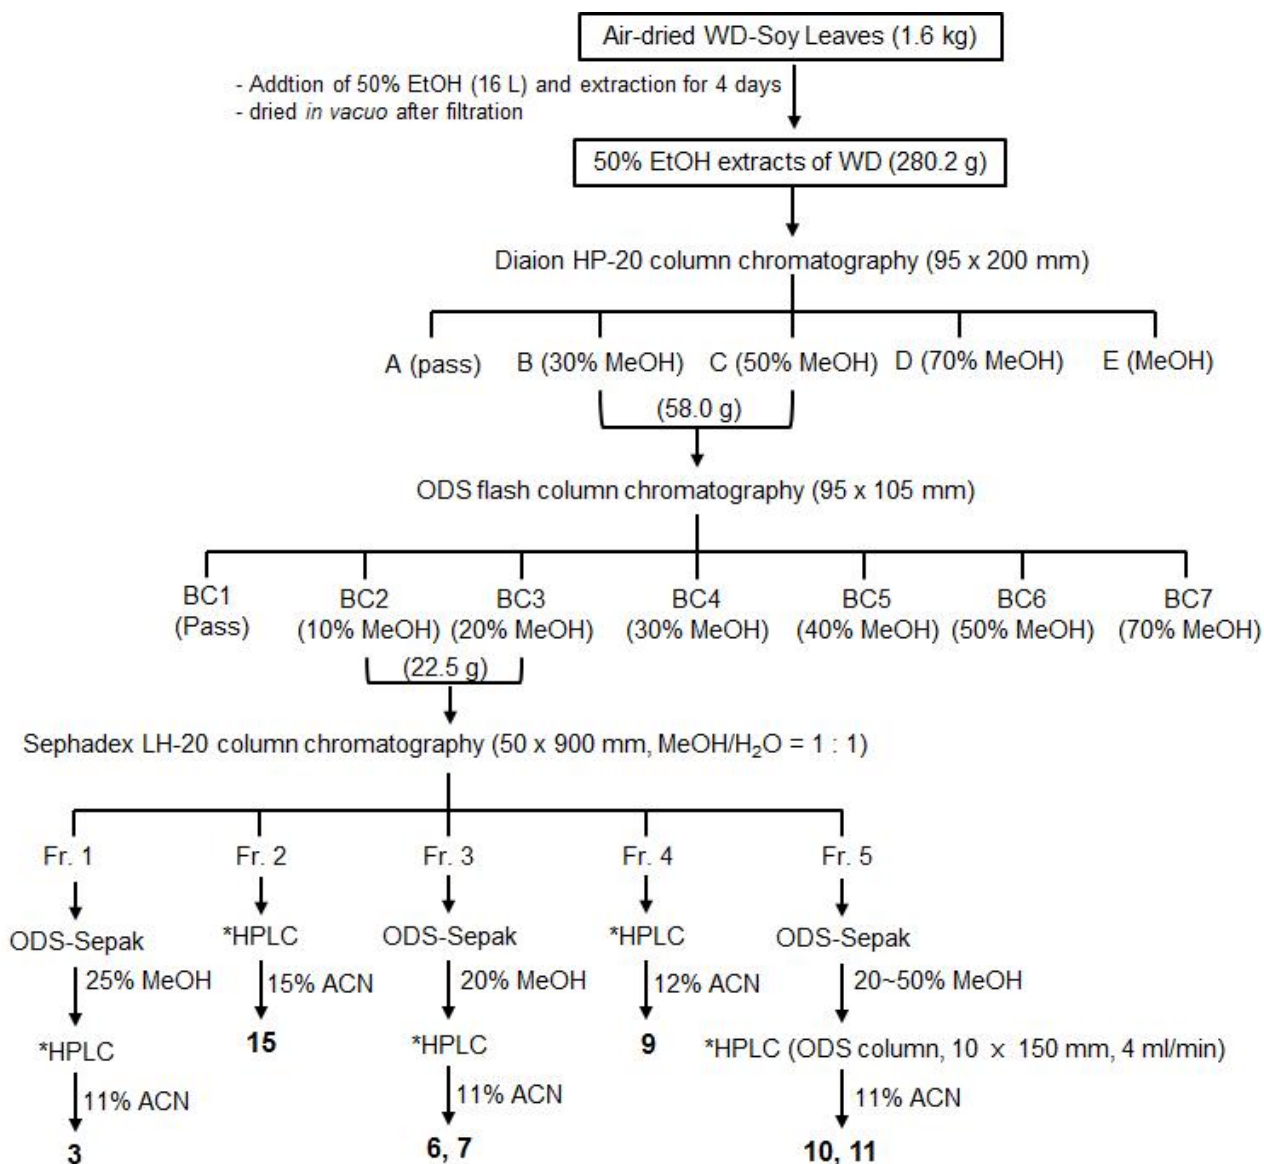 Air-dried WD-Soy Leaves (1.6 kg)
- Addtion of 50% EtOH (16 L) and extraction for 4 days
- dried in vacuo after filtration
50% EtOH extracts of WD (280.2 g)
Diaion HP-20 column chromatography (95 x 200 mm)
A (pass) B (30% MeOH) C (50% MeOH) D (70% MeOH) E (MeOH)
(58.0 g)
ODS flash column chromatography (95 x 105 mm)
BC1 BC2 BC3 BC4 BC5 BC6 BC7
(Pass) (10% MeOH) (20% MeOH) (30% MeOH) (40% MeOH) (50% MeOH) (70% MeOH)
(22.5 g)
Sephadex LH-20 column chromatography (50 x 900 mm, MeOH/H₂O = 1 : 1)
Fr. 1 Fr. 2 Fr. 3 Fr. 4 Fr. 5
ODS-Sepak *HPLC ODS-Sepak *HPLC ODS-Sepak
25% MeOH 15% ACN 20% MeOH 12% ACN 20~50% MeOH
*HPLC 15 *HPLC 9 *HPLC (ODS column, 10 x 150 mm, 4 ml/min)
11% ACN 11% ACN 11% ACN
3 6, 7 10, 11